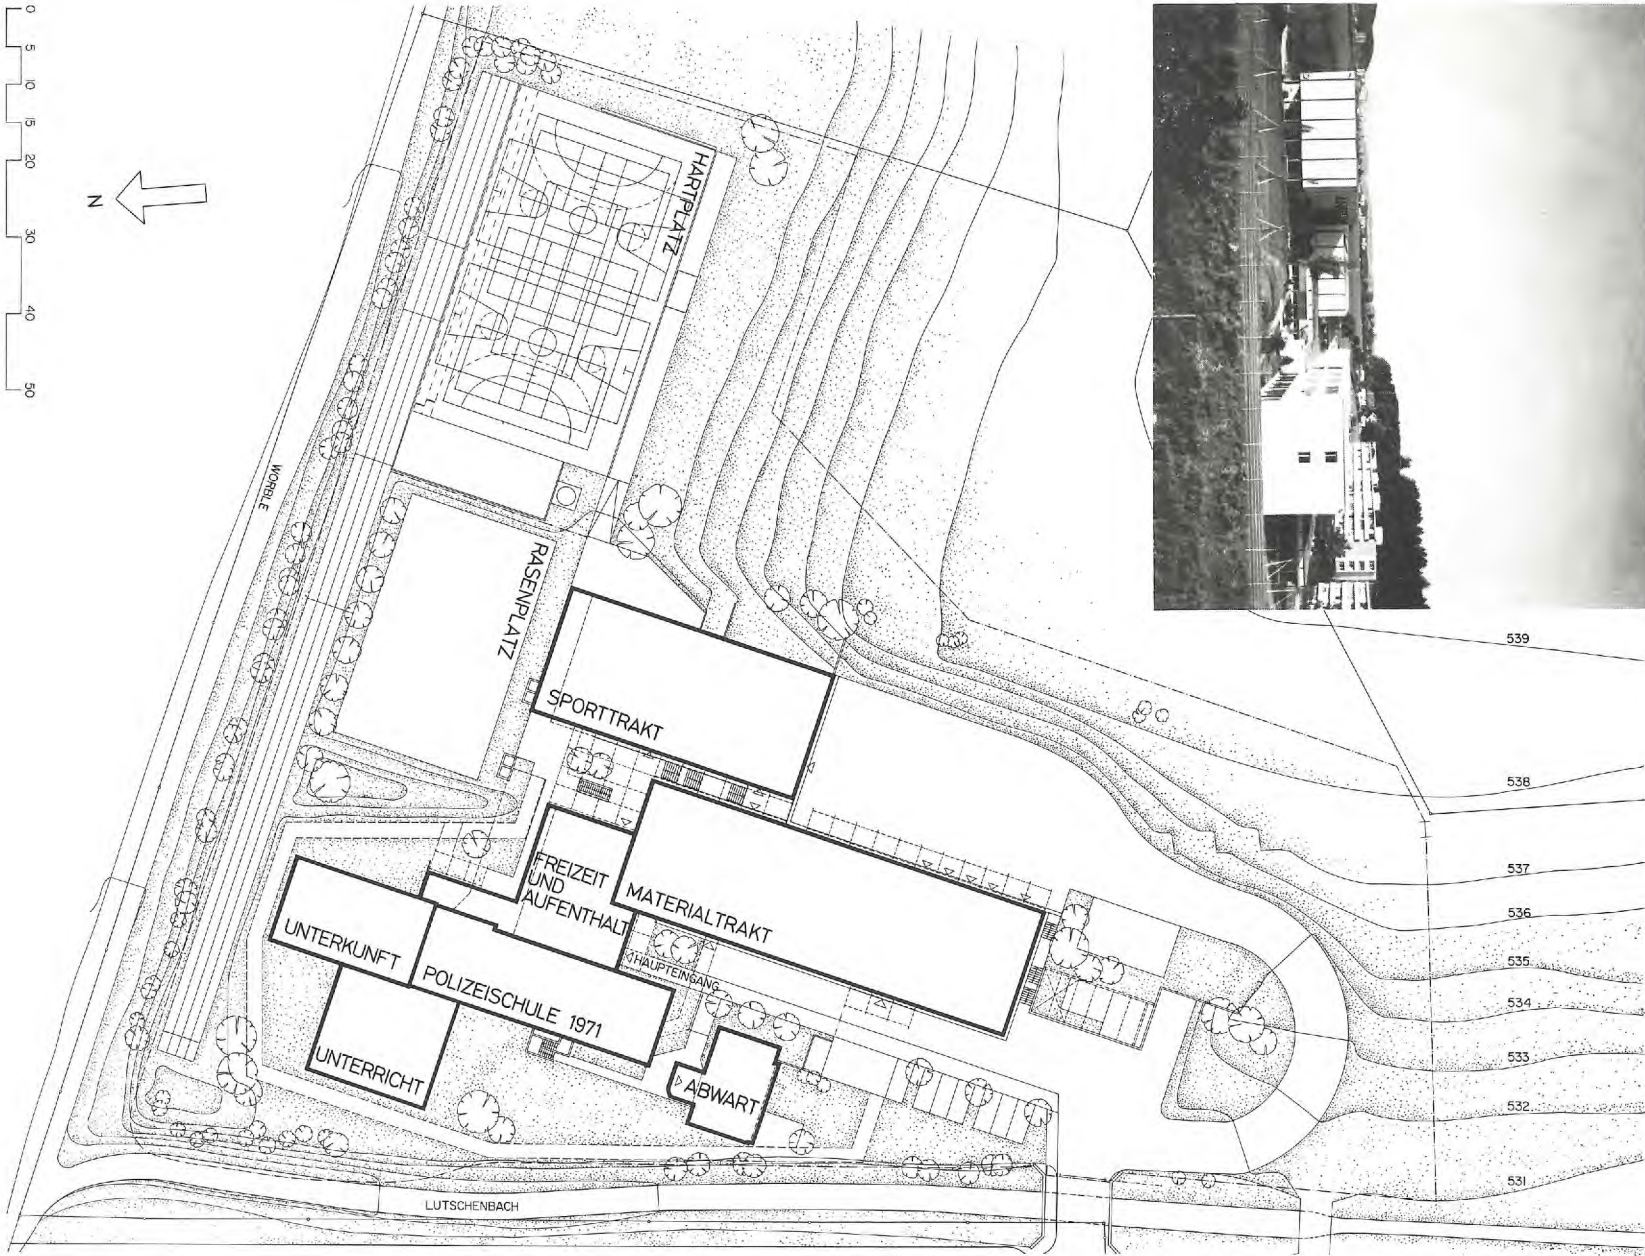 0
5
10
15
20
30
40
50
N
HARTPLATZ
WORBLE
RASENPLATZ
SPORTTRAKT
FREIZEIT
UND
AUFENTHALT
MATERIALTRAKT
HAUPTEINGANG
UNTERKUNFT
POLIZEISCHULE 1971
UNTERRICHT
ABWART
LUTSCHENBACH
539
538
537
536
535
534
533
532
531